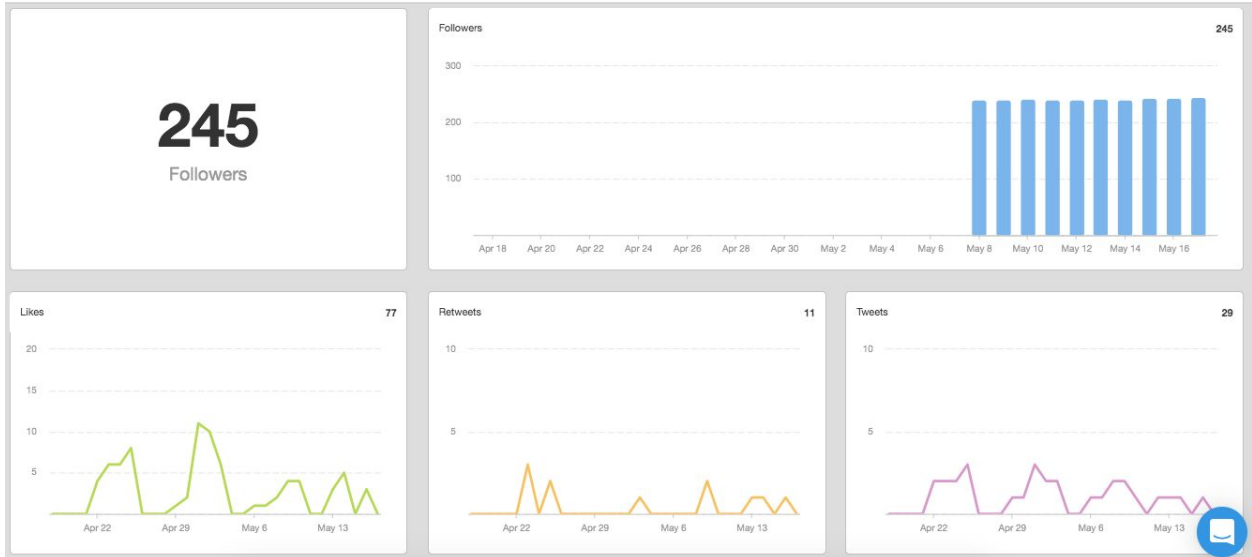 245
Followers
Followers 245
300
200
100
Apr 18 Apr 20 Apr 22 Apr 24 Apr 26 Apr 28 Apr 30 May 2 May 4 May 6 May 8 May 10 May 12 May 14 May 16
Likes 77
20
15
10
5
Apr 22 Apr 29 May 6 May 13
Retweets 11
10
5
Apr 22 Apr 29 May 6 May 13
Tweets 29
10
5
Apr 22 Apr 29 May 6 May 13